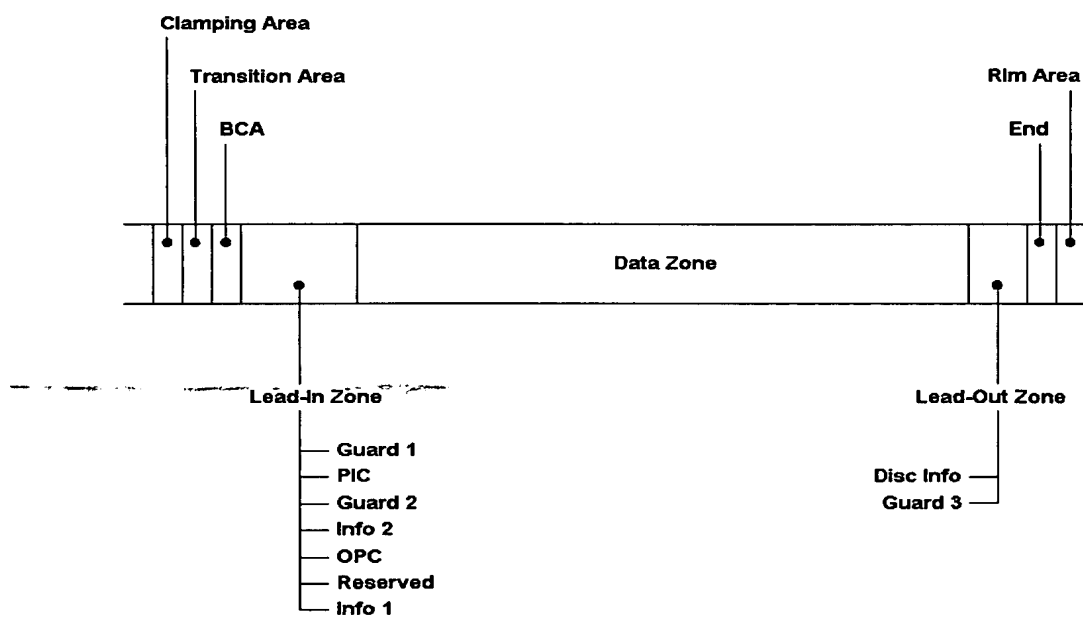 Clamping Area
Transition Area
Rim Area
BCA
End
Data Zone
Lead-In Zone
Lead-Out Zone
Guard 1
PIC
Disc Info
Guard 2
Guard 3
Info 2
OPC
Reserved
Info 1